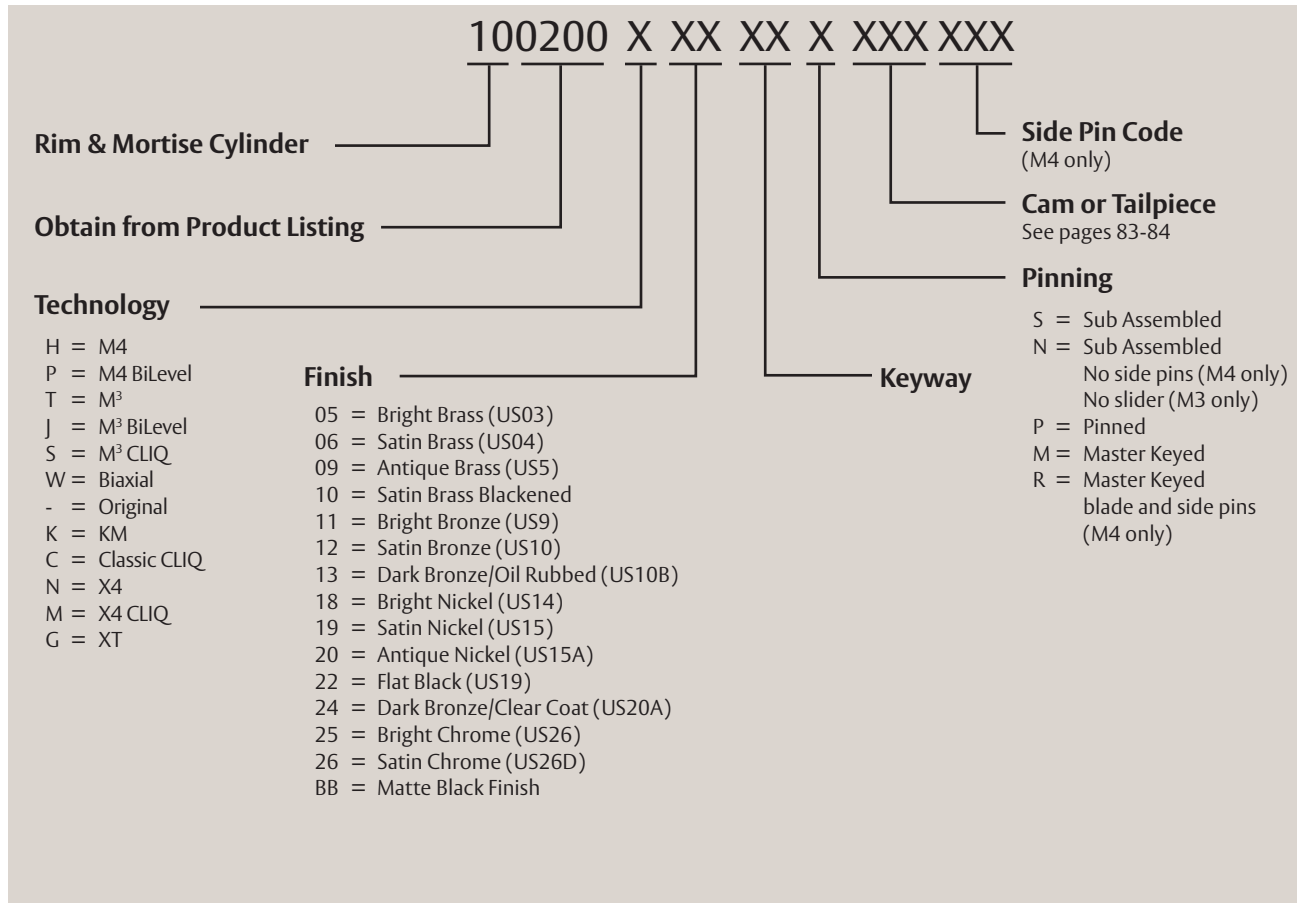 100200 X XX XX X XXX XXX
Rim & Mortise Cylinder
Obtain from Product Listing
Technology
H = M4
P = M4 BiLevel
T = M³
J = M³ BiLevel
S = M³ CLIQ
W = Biaxial
- = Original
K = KM
C = Classic CLIQ
N = X4
M = X4 CLIQ
G = XT
Finish
05 = Bright Brass (US03)
06 = Satin Brass (US04)
09 = Antique Brass (US5)
10 = Satin Brass Blackened
11 = Bright Bronze (US9)
12 = Satin Bronze (US10)
13 = Dark Bronze/Oil Rubbed (US10B)
18 = Bright Nickel (US14)
19 = Satin Nickel (US15)
20 = Antique Nickel (US15A)
22 = Flat Black (US19)
24 = Dark Bronze/Clear Coat (US20A)
25 = Bright Chrome (US26)
26 = Satin Chrome (US26D)
BB = Matte Black Finish
Keyway
Side Pin Code
(M4 only)
Cam or Tailpiece
See pages 83-84
Pinning
S = Sub Assembled
N = Sub Assembled
No side pins (M4 only)
No slider (M3 only)
P = Pinned
M = Master Keyed
R = Master Keyed
blade and side pins
(M4 only)